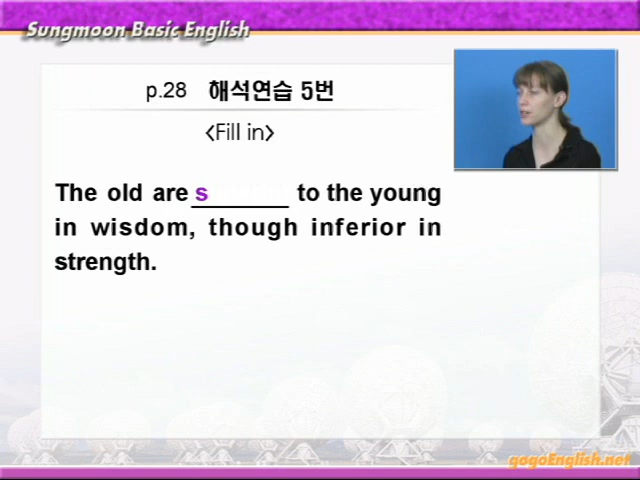 Sungmoon Basic English
p.28 해석연습 5번
<Fill in>
The old are s_______ to the young
in wisdom, though inferior in
strength.
gogoEnglish.net